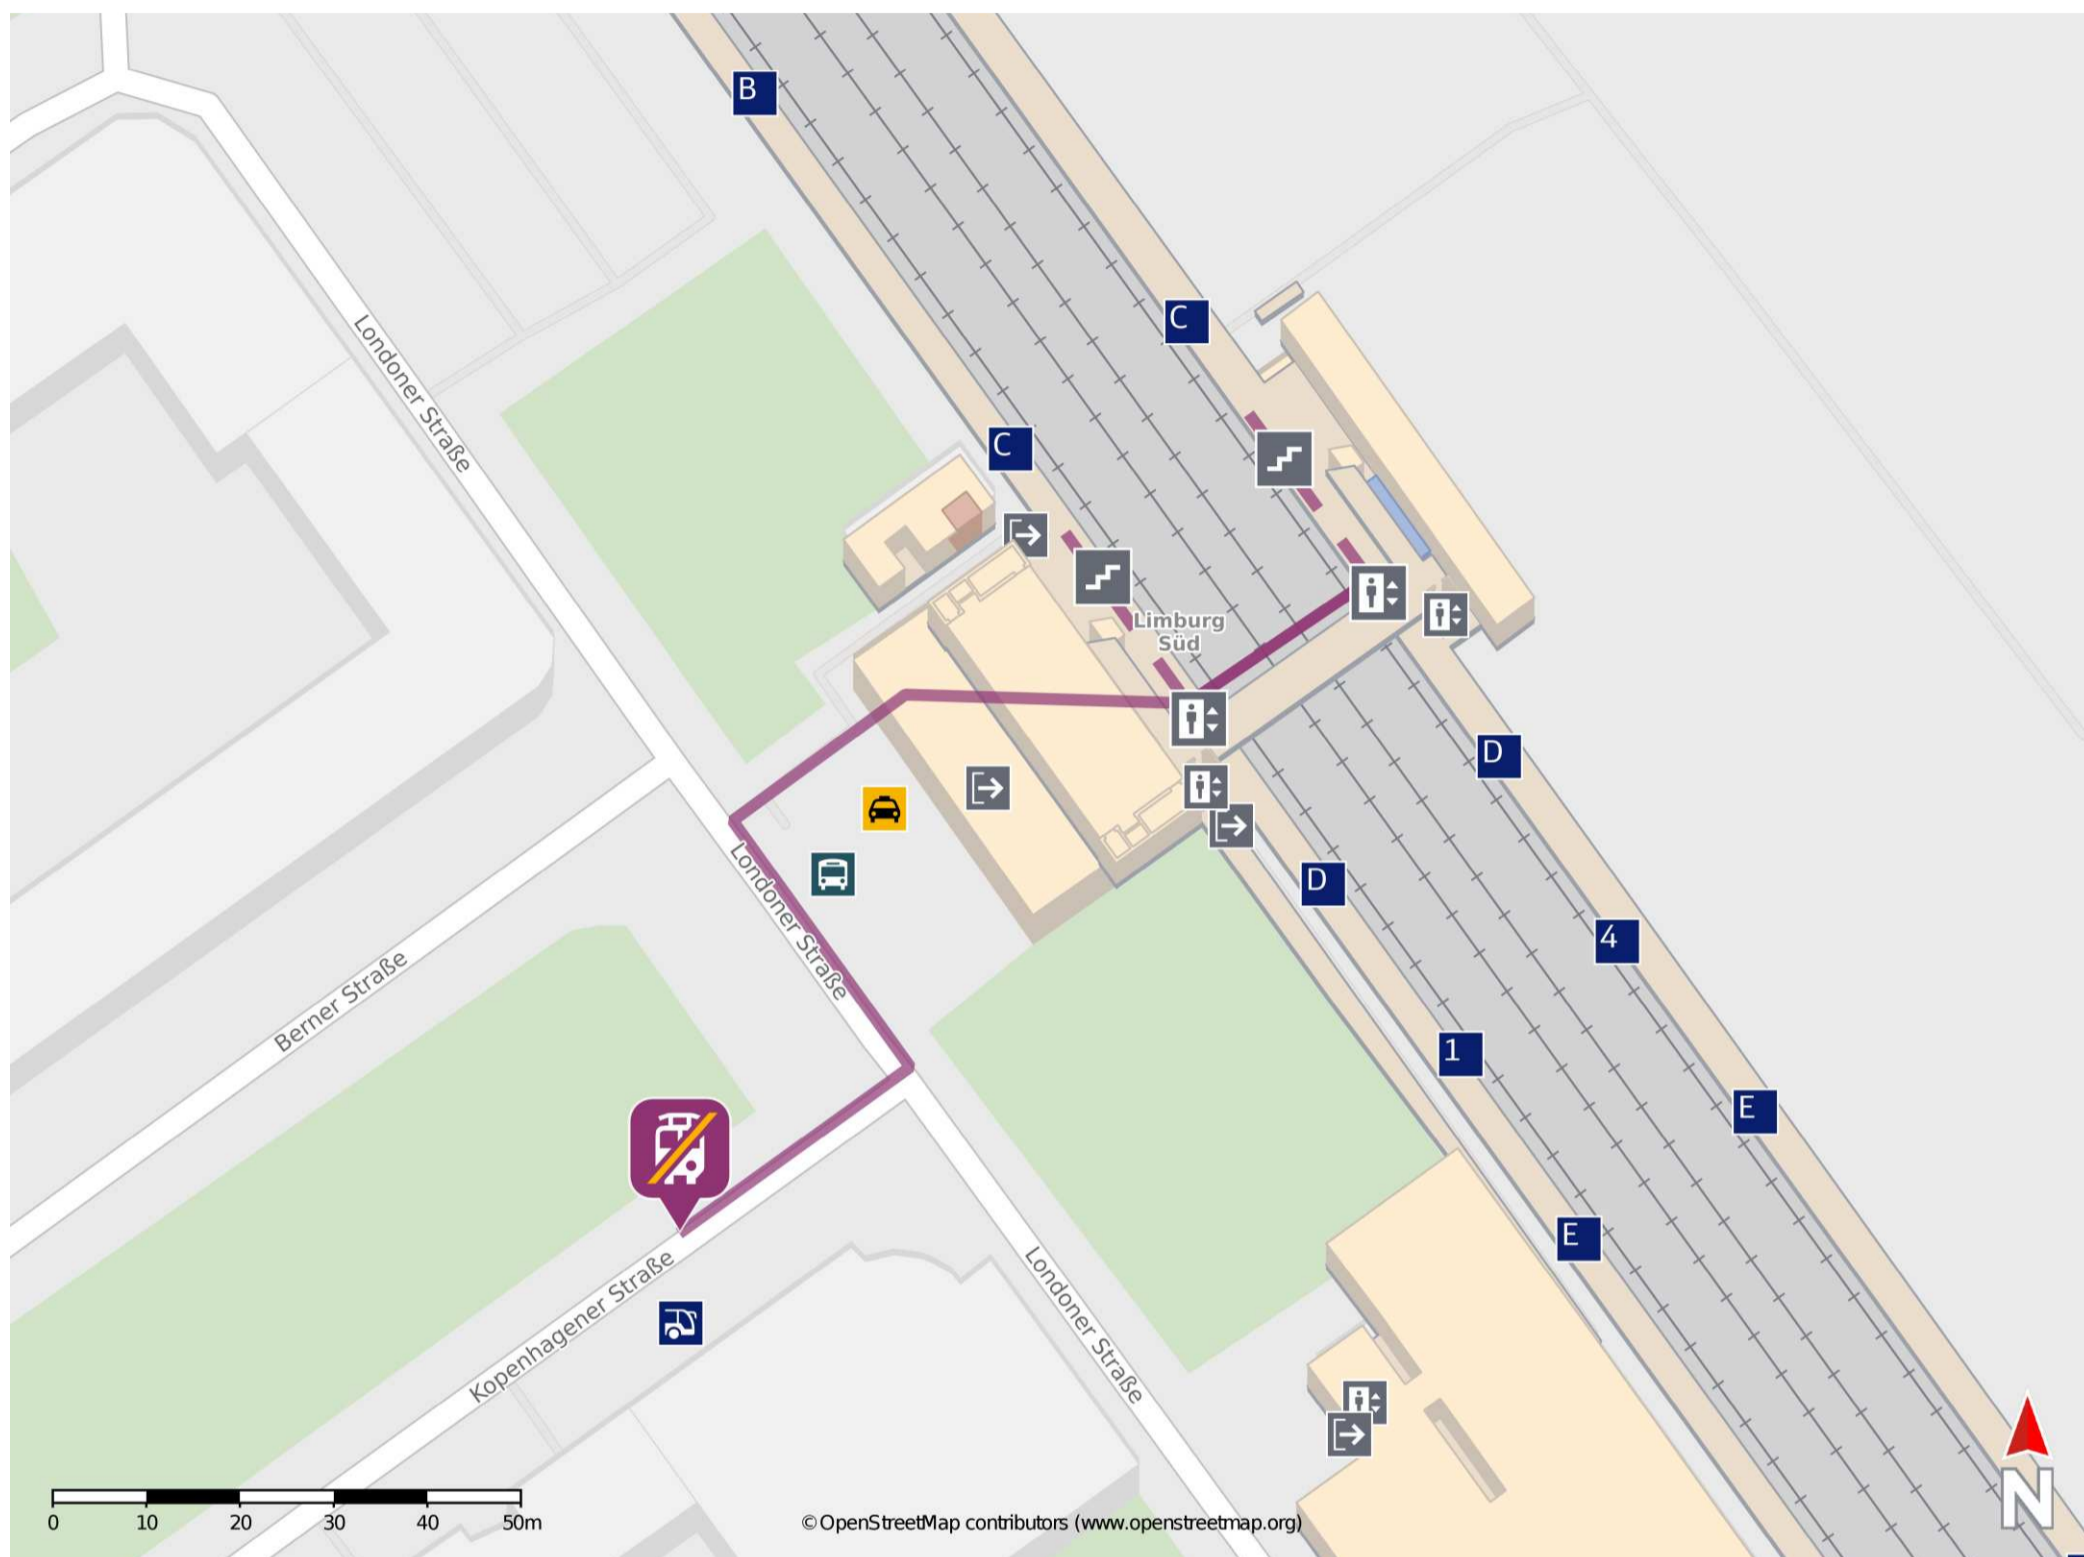 B
C
Londoner Straße
C
Limburg
Süd
D
D
Londoner Straße
4
Berner Straße
1
E
E
Kopenhagener Straße
Londoner Straße
0 10 20 30 40 50m
© OpenStreetMap contributors (www.openstreetmap.org)
N